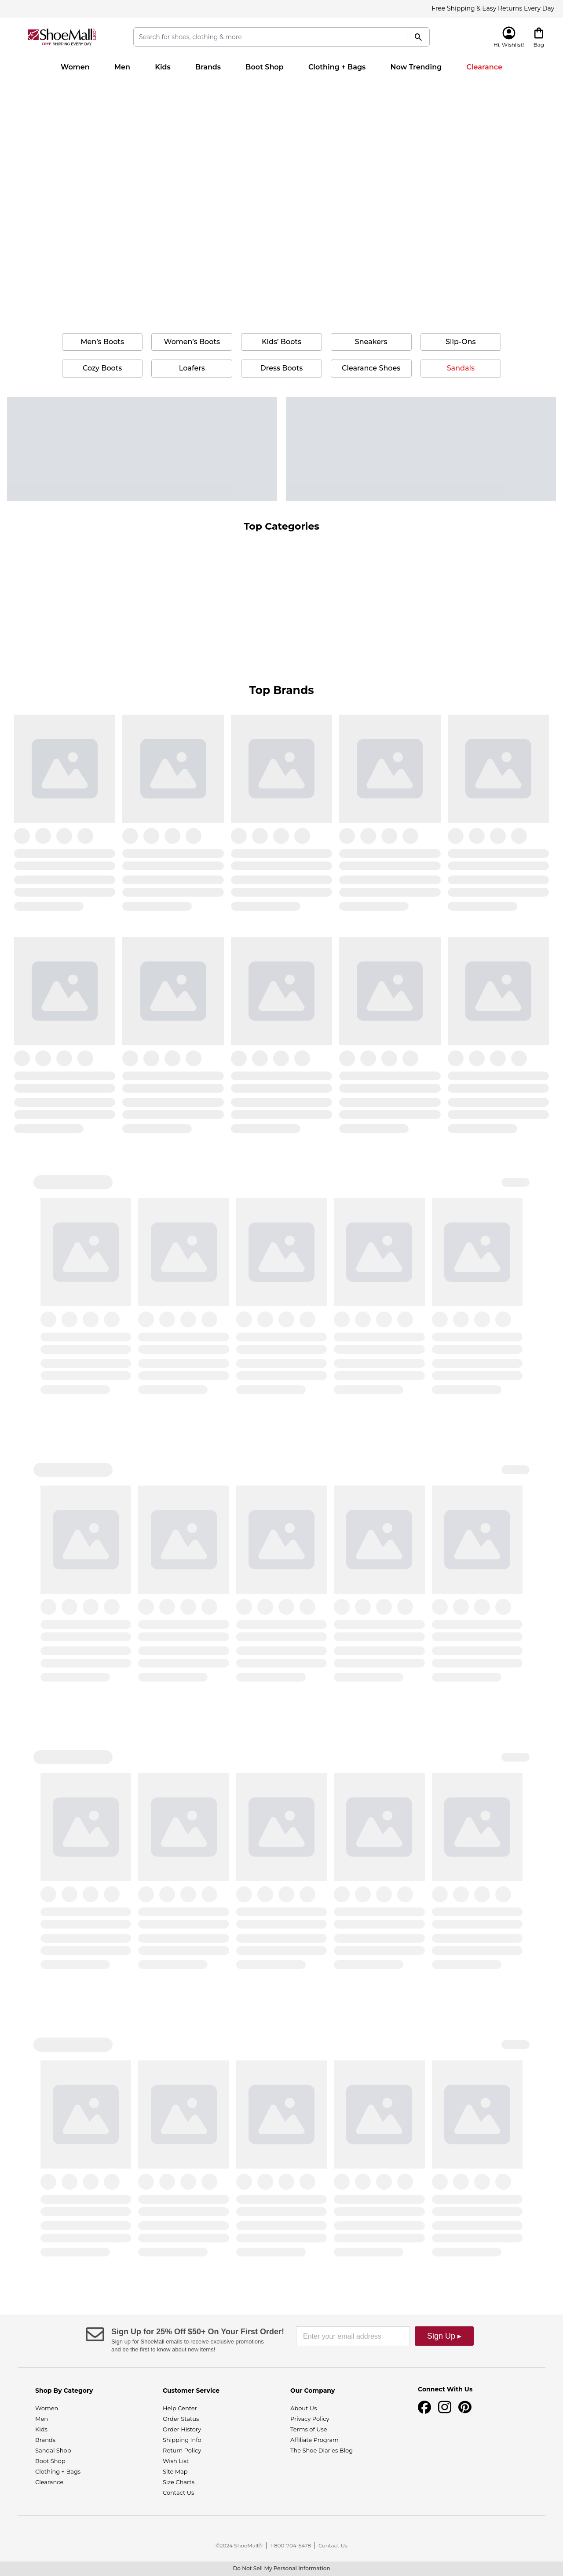 Free Shipping & Easy Returns Every Day
ShoeMall
FREE SHIPPING EVERY DAY
Search for shoes, clothing & more
Hi, Wishlist!
Bag
Women
Men
Kids
Brands
Boot Shop
Clothing + Bags
Now Trending
Clearance
Men's Boots
Women's Boots
Kids' Boots
Sneakers
Slip-Ons
Cozy Boots
Loafers
Dress Boots
Clearance Shoes
Sandals
Top Categories
Top Brands
Sign Up for 25% Off $50+ On Your First Order!
Sign up for ShoeMall emails to receive exclusive promotions
and be the first to know about new items!
Enter your email address
Sign Up ▸
Shop By Category
Women
Men
Kids
Brands
Sandal Shop
Boot Shop
Clothing + Bags
Clearance
Customer Service
Help Center
Order Status
Order History
Shipping Info
Return Policy
Wish List
Site Map
Size Charts
Contact Us
Our Company
About Us
Privacy Policy
Terms of Use
Affiliate Program
The Shoe Diaries Blog
Connect With Us
©2024 ShoeMall® | 1-800-704-5478 | Contact Us
Do Not Sell My Personal Information